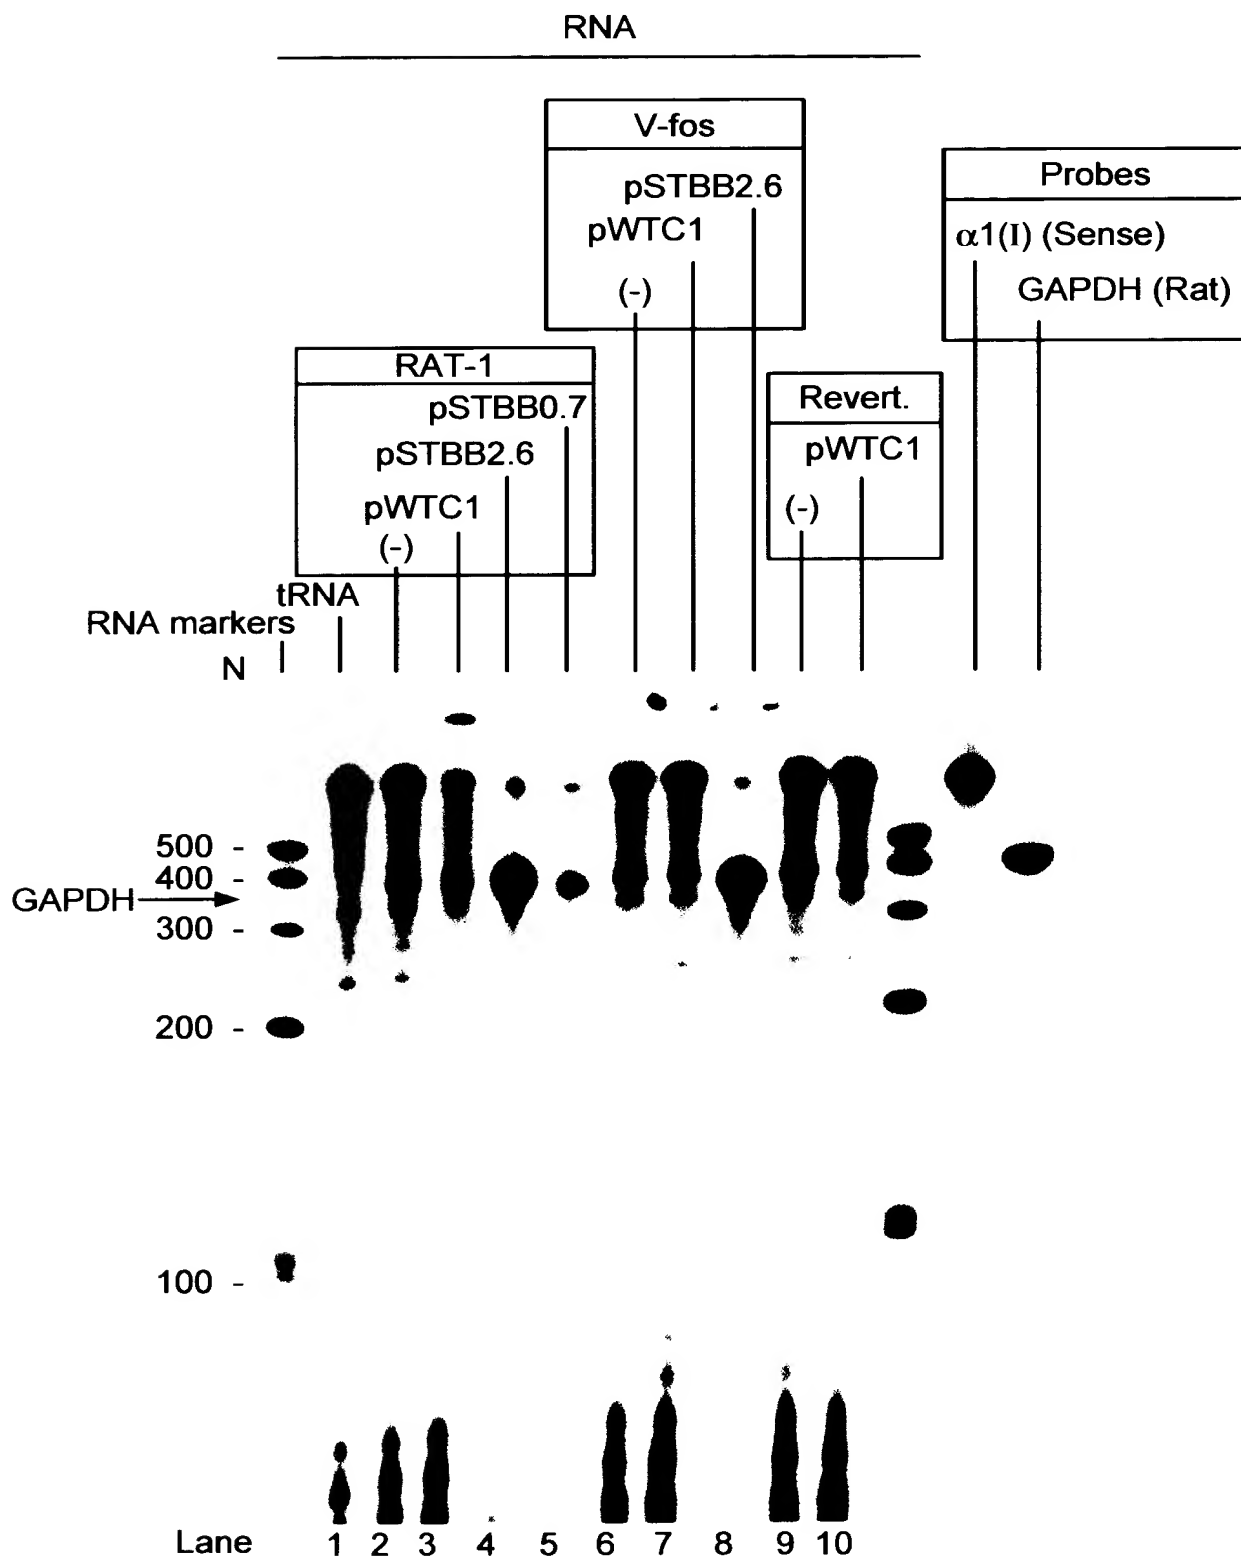 RNA
V-fos
pSTBB2.6
pWTC1
(-)
Probes
α1(I) (Sense)
GAPDH (Rat)
RAT-1
pSTBB0.7
pSTBB2.6
pWTC1
(-)
Revert.
pWTC1
(-)
tRNA
RNA markers
N
500 -
400 -
GAPDH
300 -
200 -
100 -
Lane 1 2 3 4 5 6 7 8 9 10